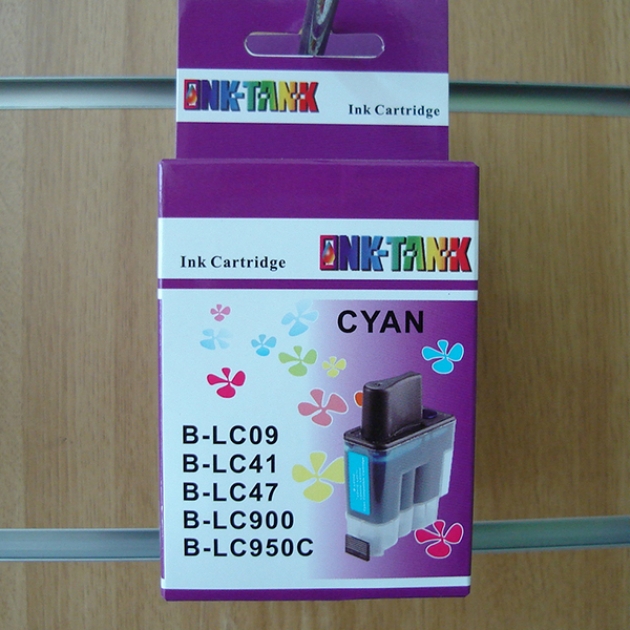 INK-TANK
Ink Cartridge
Ink Cartridge INK-TANK
CYAN
B-LC09
B-LC41
B-LC47
B-LC900
B-LC950C